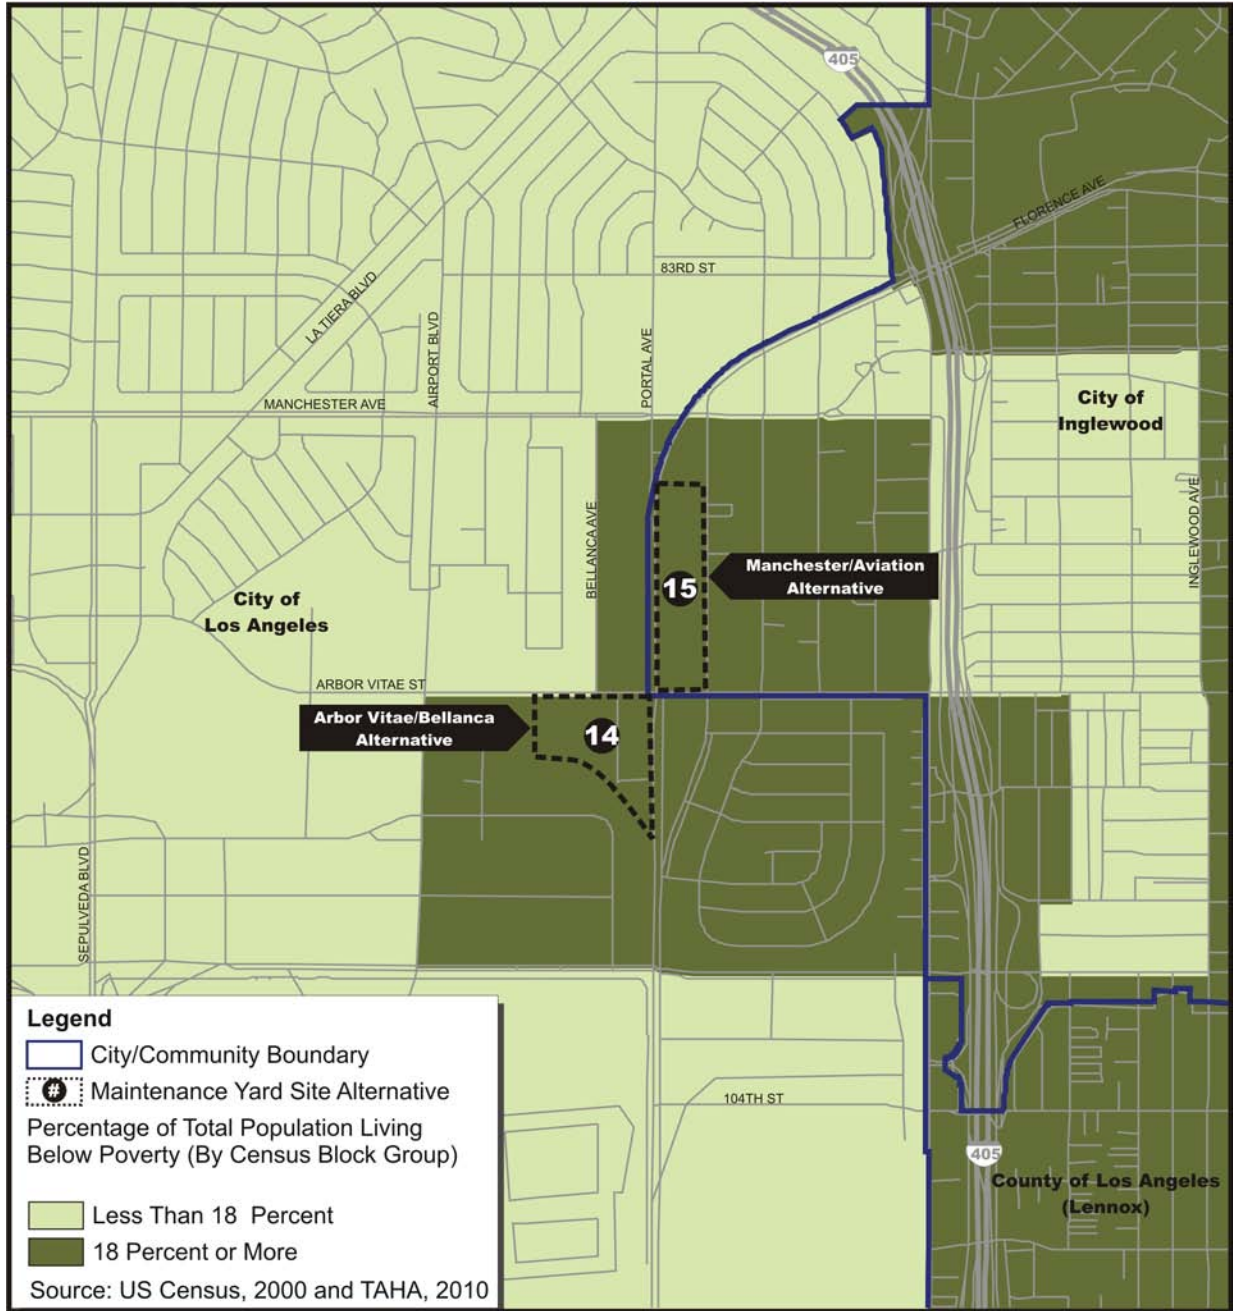 405
FLORENCE AVE
83RD ST
LA TIERA BLVD
AIRPORT BLVD
PORTAL AVE
MANCHESTER AVE
City of
Inglewood
INGLEWOOD AVE
BELLANCA AVE
15
Manchester/Aviation
Alternative
City of
Los Angeles
ARBOR VITAE ST
Arbor Vitae/Bellanca
Alternative
14
SEPULVEDA BLVD
104TH ST
405
County of Los Angeles
(Lennox)
Legend
City/Community Boundary
# Maintenance Yard Site Alternative
Percentage of Total Population Living
Below Poverty (By Census Block Group)
Less Than 18 Percent
18 Percent or More
Source: US Census, 2000 and TAHA, 2010